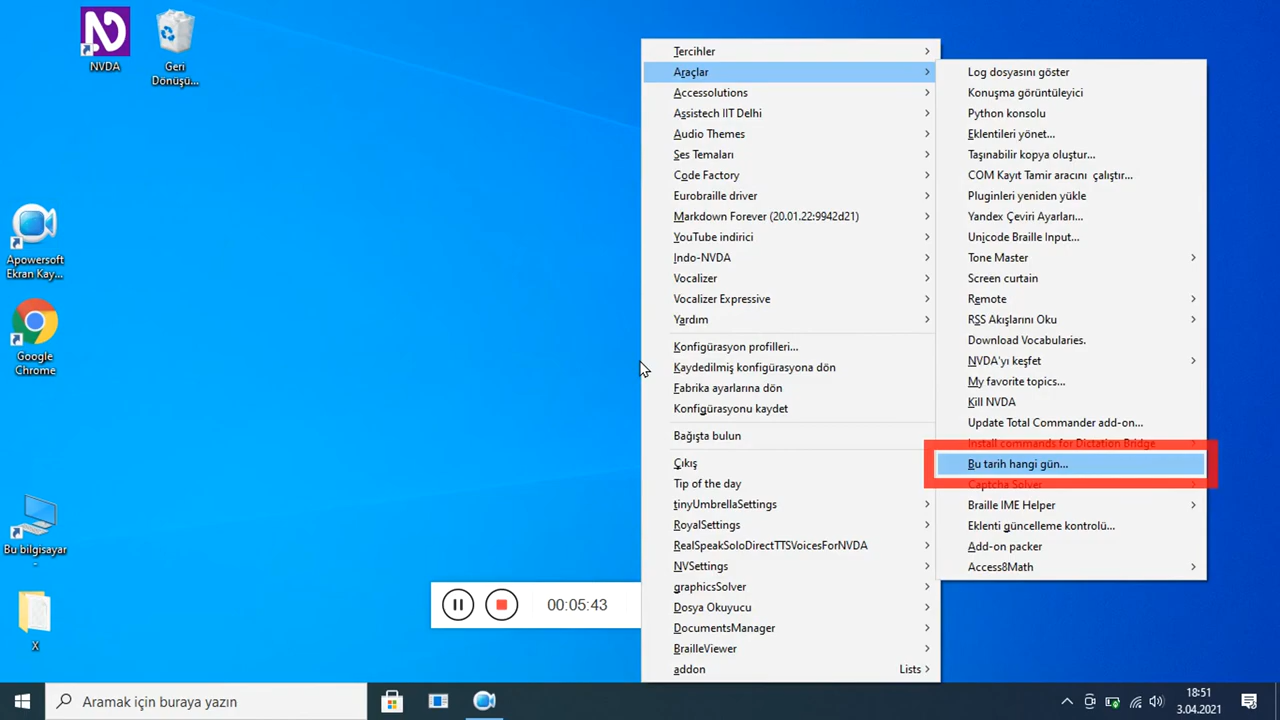 NVDA
Geri
Dönüşü...
Apowersoft
Ekran Kay...
Google
Chrome
Bu bilgisayar
-
X
Tercihler
Araçlar
Accessolutions
Assistech IIT Delhi
Audio Themes
Ses Temaları
Code Factory
Eurobraille driver
Markdown Forever (20.01.22:9942d21)
YouTube indirici
Indo-NVDA
Vocalizer
Vocalizer Expressive
Yardım
Konfigürasyon profilleri...
Kaydedilmiş konfigürasyona dön
Fabrika ayarlarına dön
Konfigürasyonu kaydet
Bağışta bulun
Çıkış
Tip of the day
tinyUmbrellaSettings
RoyalSettings
RealSpeakSoloDirectTTSVoicesForNVDA
NVSettings
graphicsSolver
Dosya Okuyucu
DocumentsManager
BrailleViewer
addon Lists
Log dosyasını göster
Konuşma görüntüleyici
Python konsolu
Eklentileri yönet...
Taşınabilir kopya oluştur...
COM Kayıt Tamir aracını çalıştır...
Pluginleri yeniden yükle
Yandex Çeviri Ayarları...
Unicode Braille Input...
Tone Master
Screen curtain
Remote
RSS Akışlarını Oku
Download Vocabularies.
NVDA'yı keşfet
My favorite topics...
Kill NVDA
Update Total Commander add-on...
Install commands for Dictation Bridge
Bu tarih hangi gün...
Captcha Solver
Braille IME Helper
Eklenti güncelleme kontrolü...
Add-on packer
Access8Math
00:05:43
Aramak için buraya yazın
18:51
3.04.2021